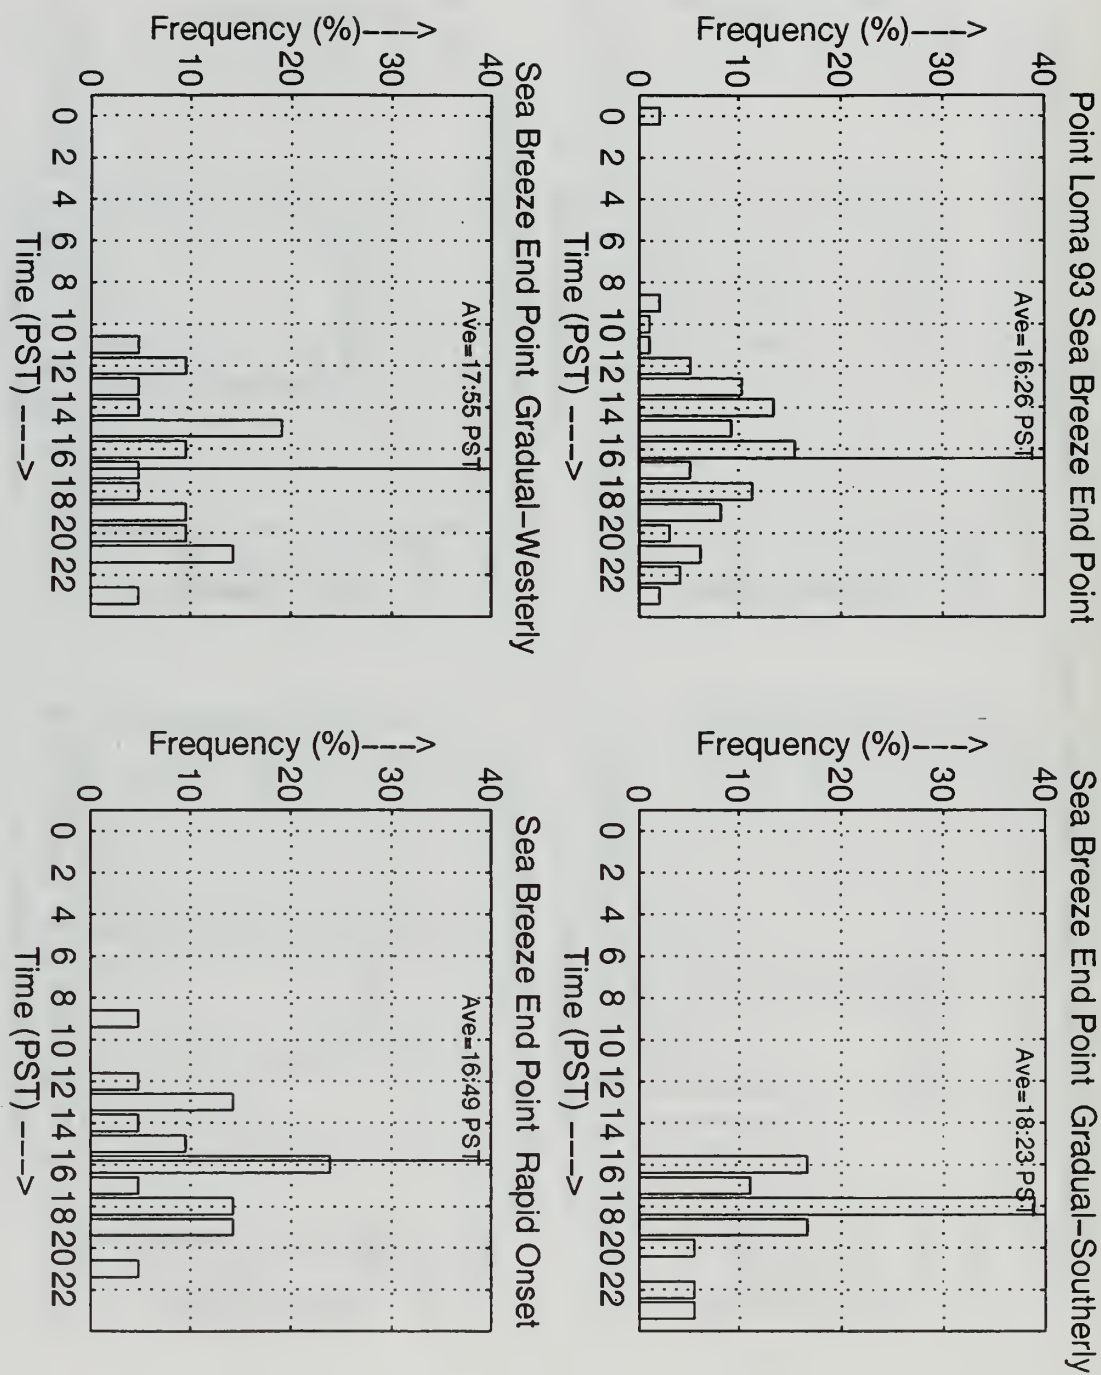 Point Loma 93 Sea Breeze End Point
40
30
20
10
0
Frequency (%)--->
Ave=16:26 PST
0 2 4 6 8 10 12 14 16 18 20 22
Time (PST) --->
Sea Breeze End Point Gradual-Southerly
40
30
20
10
0
Frequency (%)--->
Ave=18:23 PST
0 2 4 6 8 10 12 14 16 18 20 22
Time (PST) --->
Sea Breeze End Point Gradual-Westerly
40
30
20
10
0
Frequency (%)--->
Ave=17:55 PST
0 2 4 6 8 10 12 14 16 18 20 22
Time (PST) --->
Sea Breeze End Point Rapid Onset
40
30
20
10
0
Frequency (%)--->
Ave=16:49 PST
0 2 4 6 8 10 12 14 16 18 20 22
Time (PST) --->